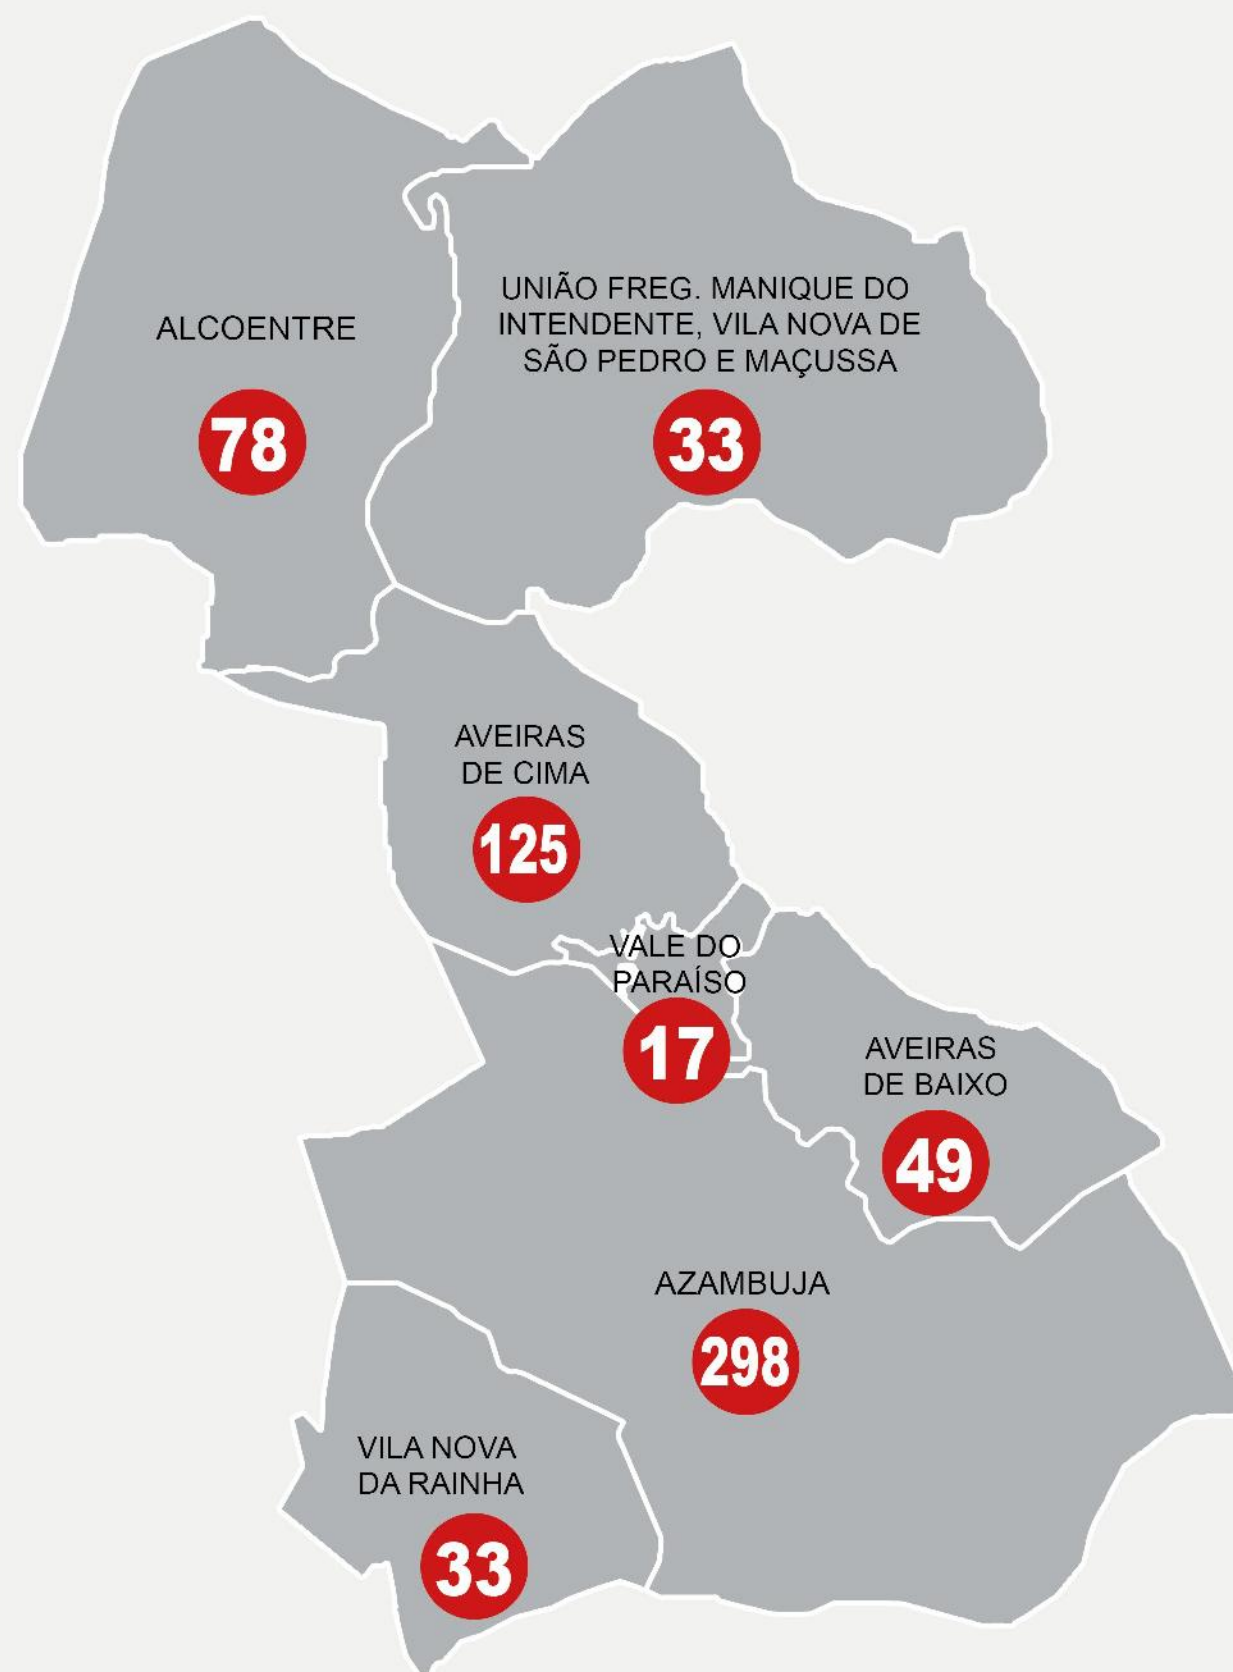 ALCOENTRE
78
UNIÃO FREG. MANIQUE DO
INTENDENTE, VILA NOVA DE
SÃO PEDRO E MAÇUSSA
33
AVEIRAS
DE CIMA
125
VALE DO
PARAÍSO
17
AVEIRAS
DE BAIXO
49
AZAMBUJA
298
VILA NOVA
DA RAINHA
33